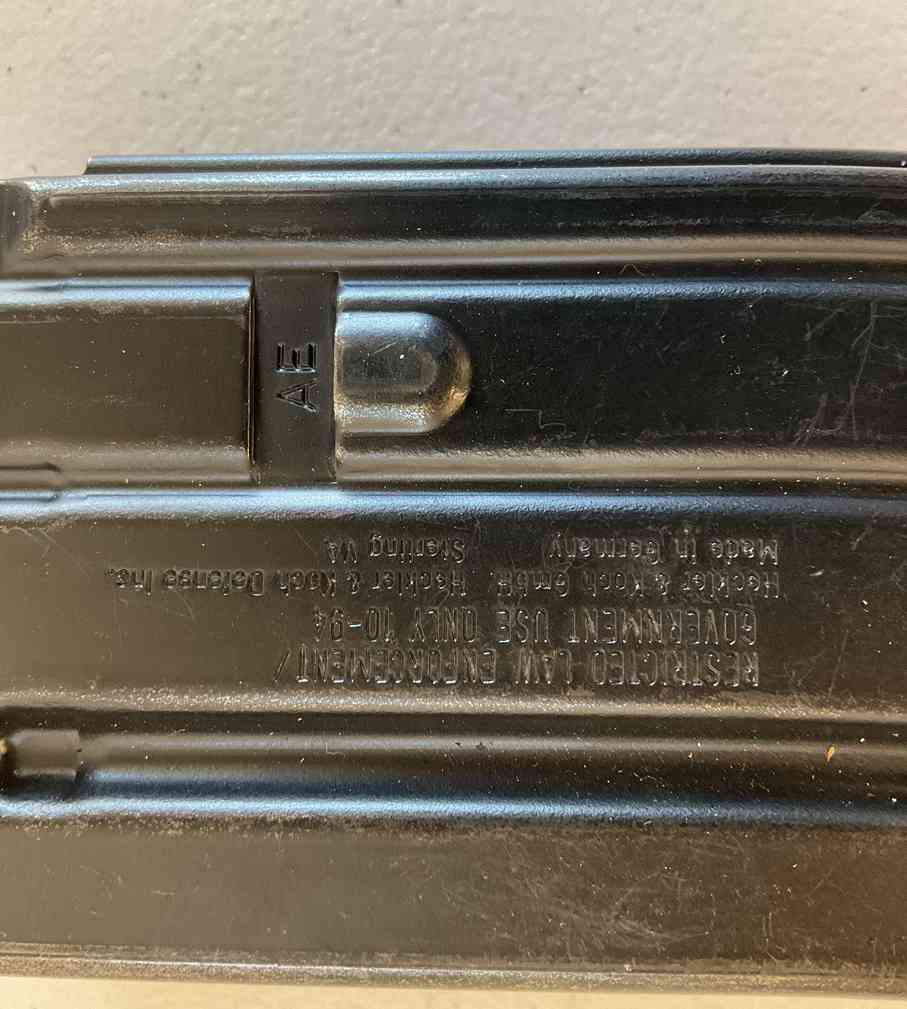 AE
RESTRICTED LAW ENFORCEMENT/
GOVERNMENT USE ONLY 10-94
Heckler & Koch GmbH, Heckler & Koch Defense Inc.
Made in Germany Sterling VA